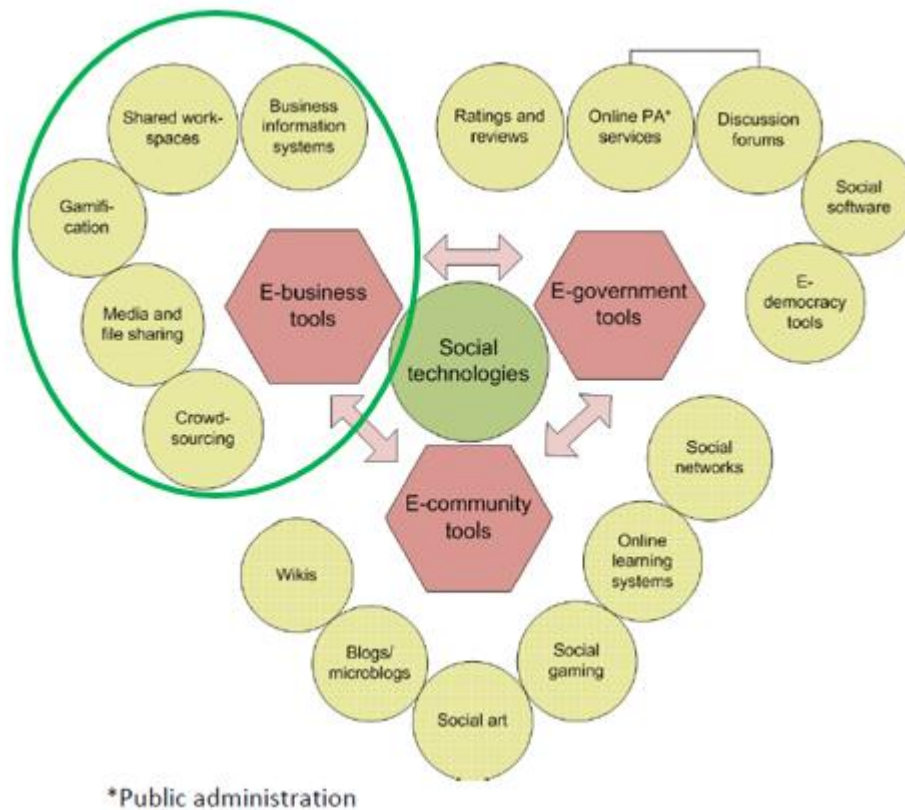 Shared work-
spaces
Business
information
systems
Gamifi-
cation
Media and
file sharing
Crowd-
sourcing
E-business
tools
Ratings and
reviews
Online PA*
services
Discussion
forums
Social
software
E-
democracy
tools
E-government
tools
Social
technologies
E-community
tools
Social
networks
Online
learning
systems
Social
gaming
Social art
Blogs/
microblogs
Wikis
*Public administration